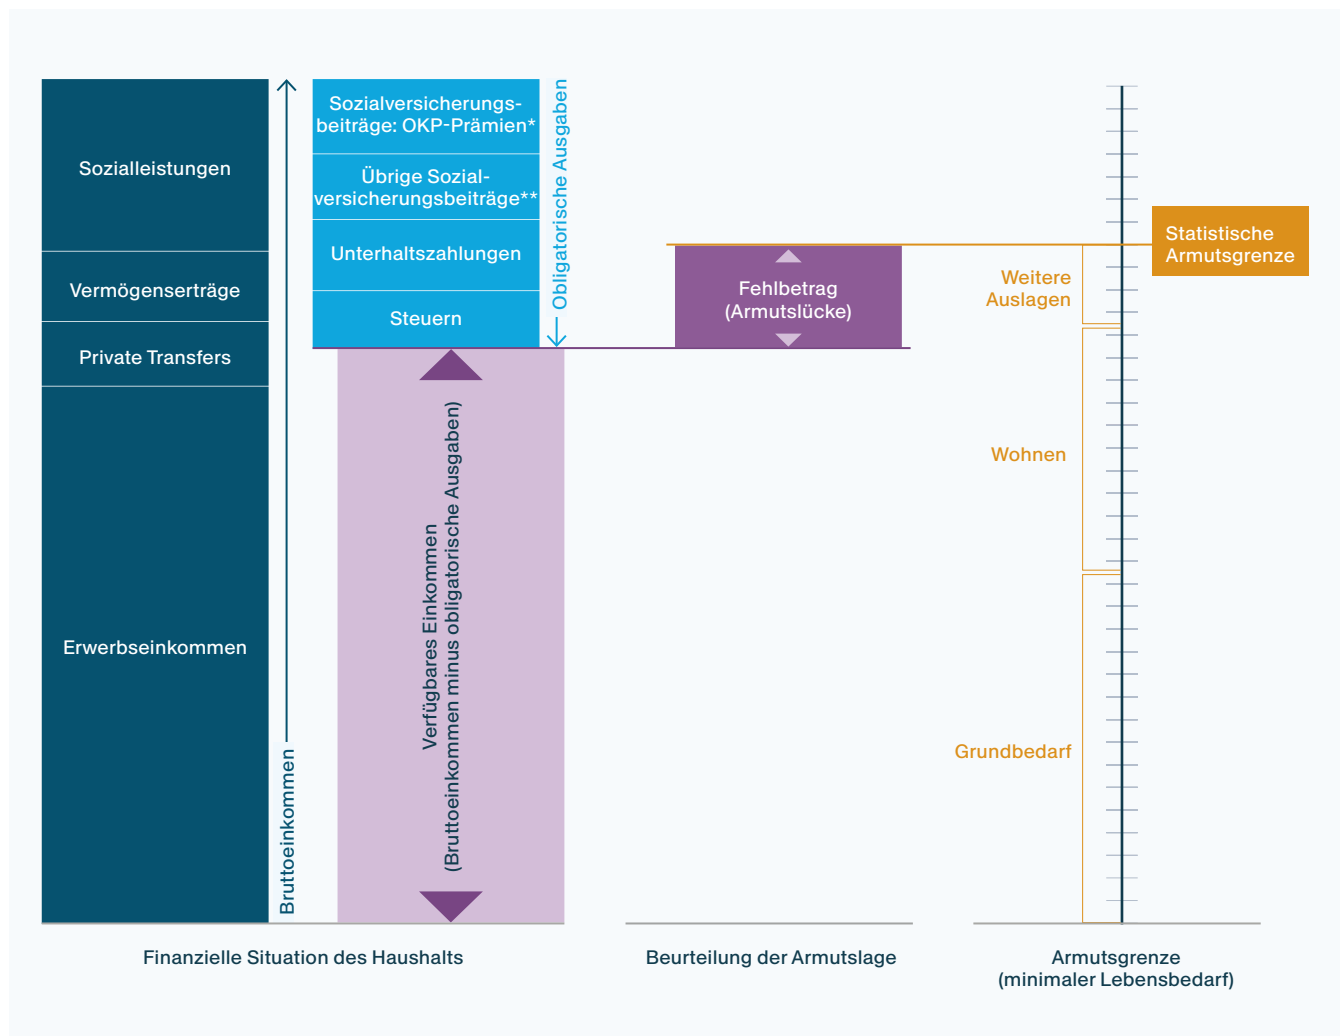 Sozialleistungen
Vermögenserträge
Private Transfers
Erwerbseinkommen
Bruttoeinkommen
Sozialversicherungs-
beiträge: OKP-Prämien*
Übrige Sozial-
versicherungsbeiträge**
Unterhaltszahlungen
Steuern
Obligatorische Ausgaben
Verfügbares Einkommen
(Bruttoeinkommen minus obligatorische Ausgaben)
Finanzielle Situation des Haushalts
Fehlbetrag
(Armutslücke)
Beurteilung der Armutslage
Statistische
Armutsgrenze
Weitere
Auslagen
Wohnen
Grundbedarf
Armutsgrenze
(minimaler Lebensbedarf)